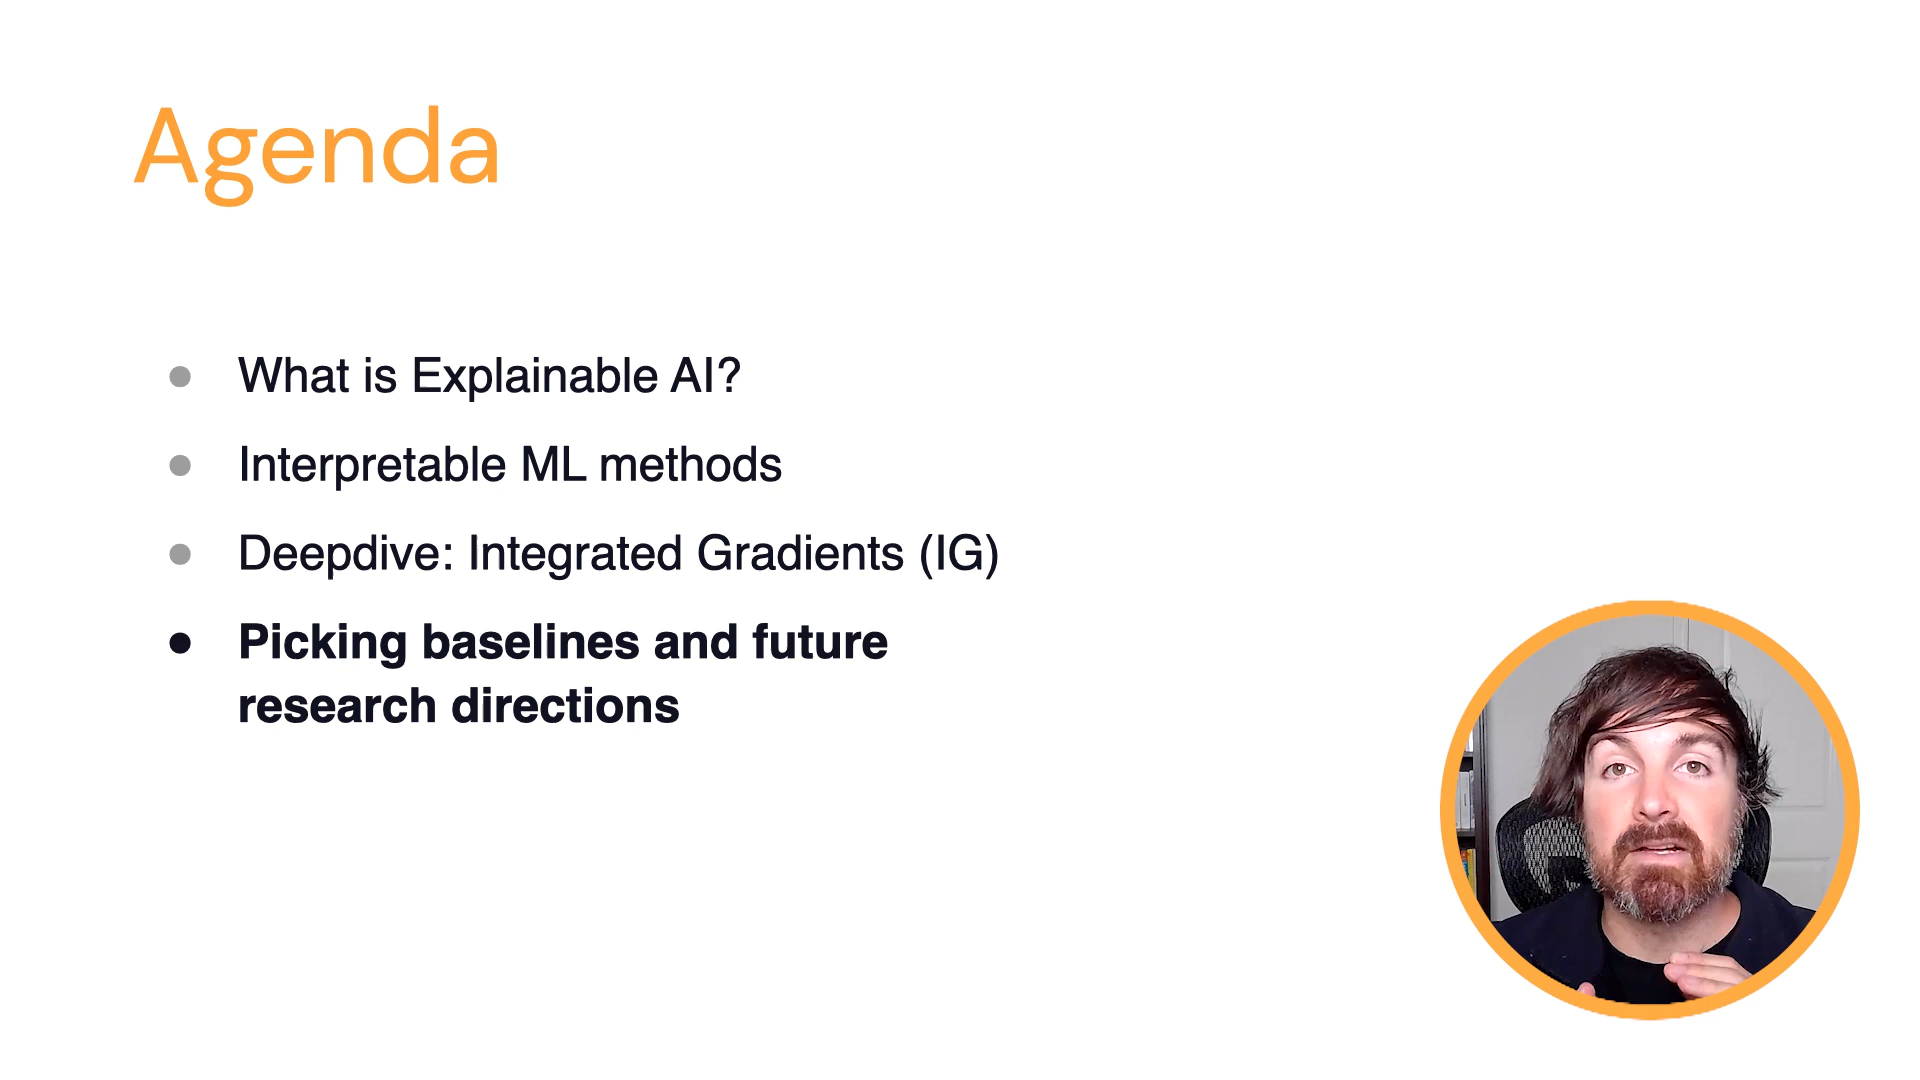 Agenda
What is Explainable AI?
Interpretable ML methods
Deepdive: Integrated Gradients (IG)
Picking baselines and future
research directions